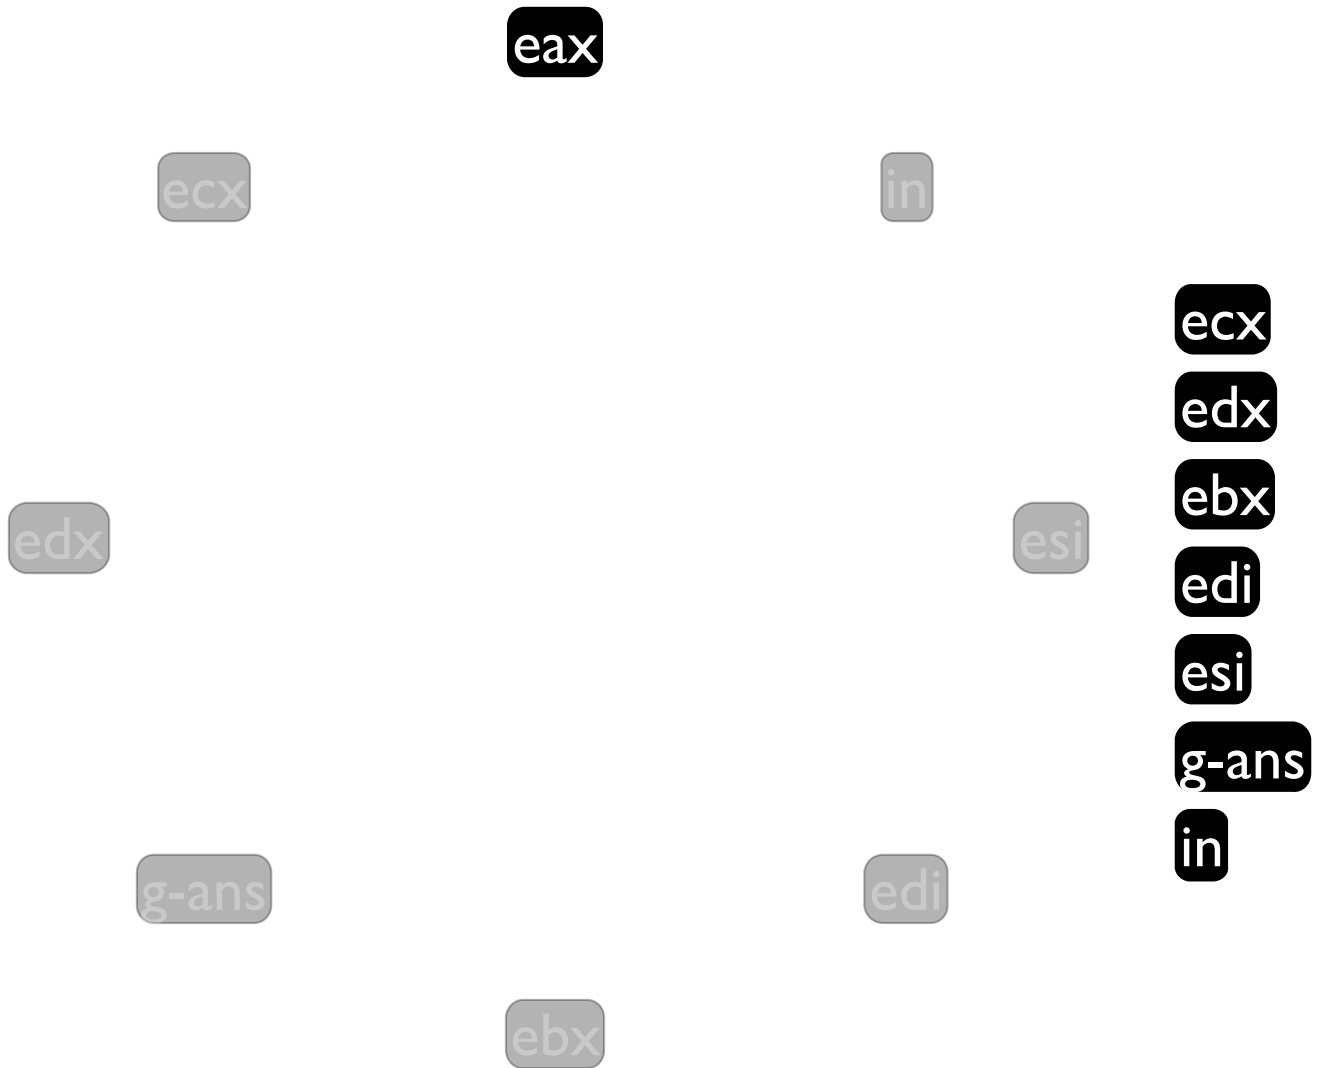 eax
ecx
in
ecx
edx
ebx
edx
esi
edi
esi
g-ans
in
g-ans
edi
ebx